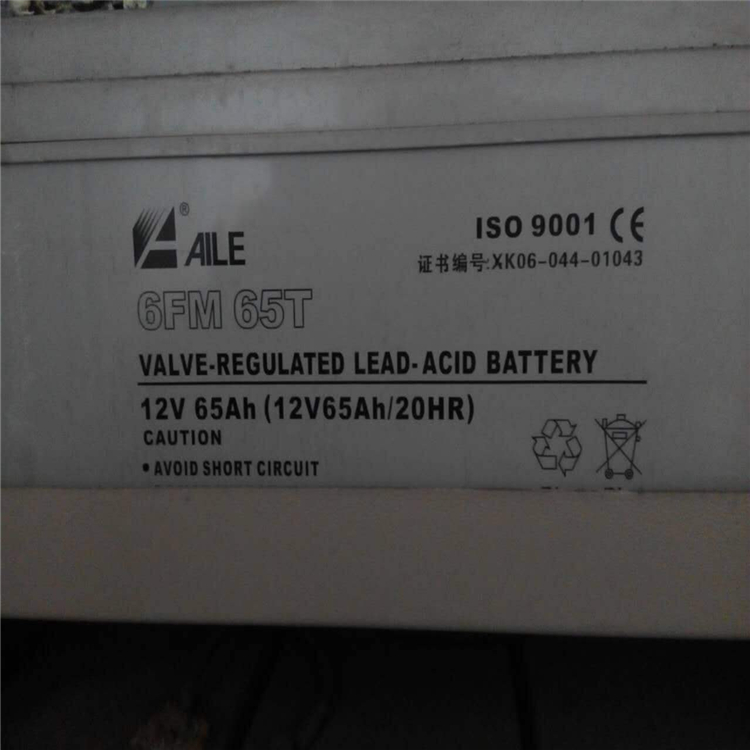 ® AILE
ISO 9001 CE
证书编号:XK06-044-01043
6FM 65T
VALVE-REGULATED LEAD-ACID BATTERY
12V 65Ah (12V65Ah/20HR)
CAUTION
• AVOID SHORT CIRCUIT